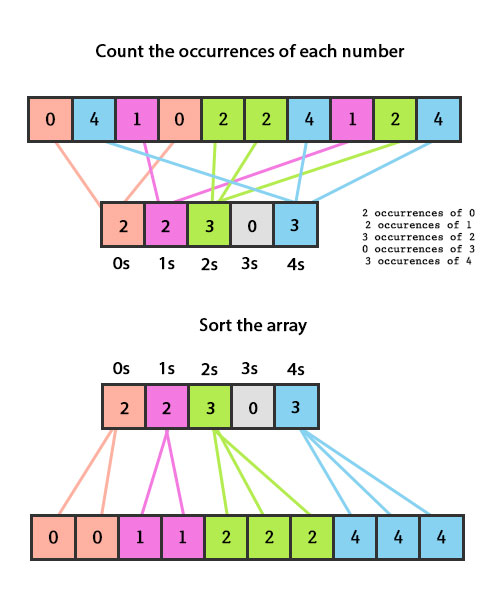 Count the occurrences of each number
0 4 1 0 2 2 4 1 2 4
2 2 3 0 3
0s 1s 2s 3s 4s
2 occurrences of 0
2 occurences of 1
3 occurrences of 2
0 occurrences of 3
3 occurences of 4
Sort the array
0s 1s 2s 3s 4s
2 2 3 0 3
0 0 1 1 2 2 2 4 4 4